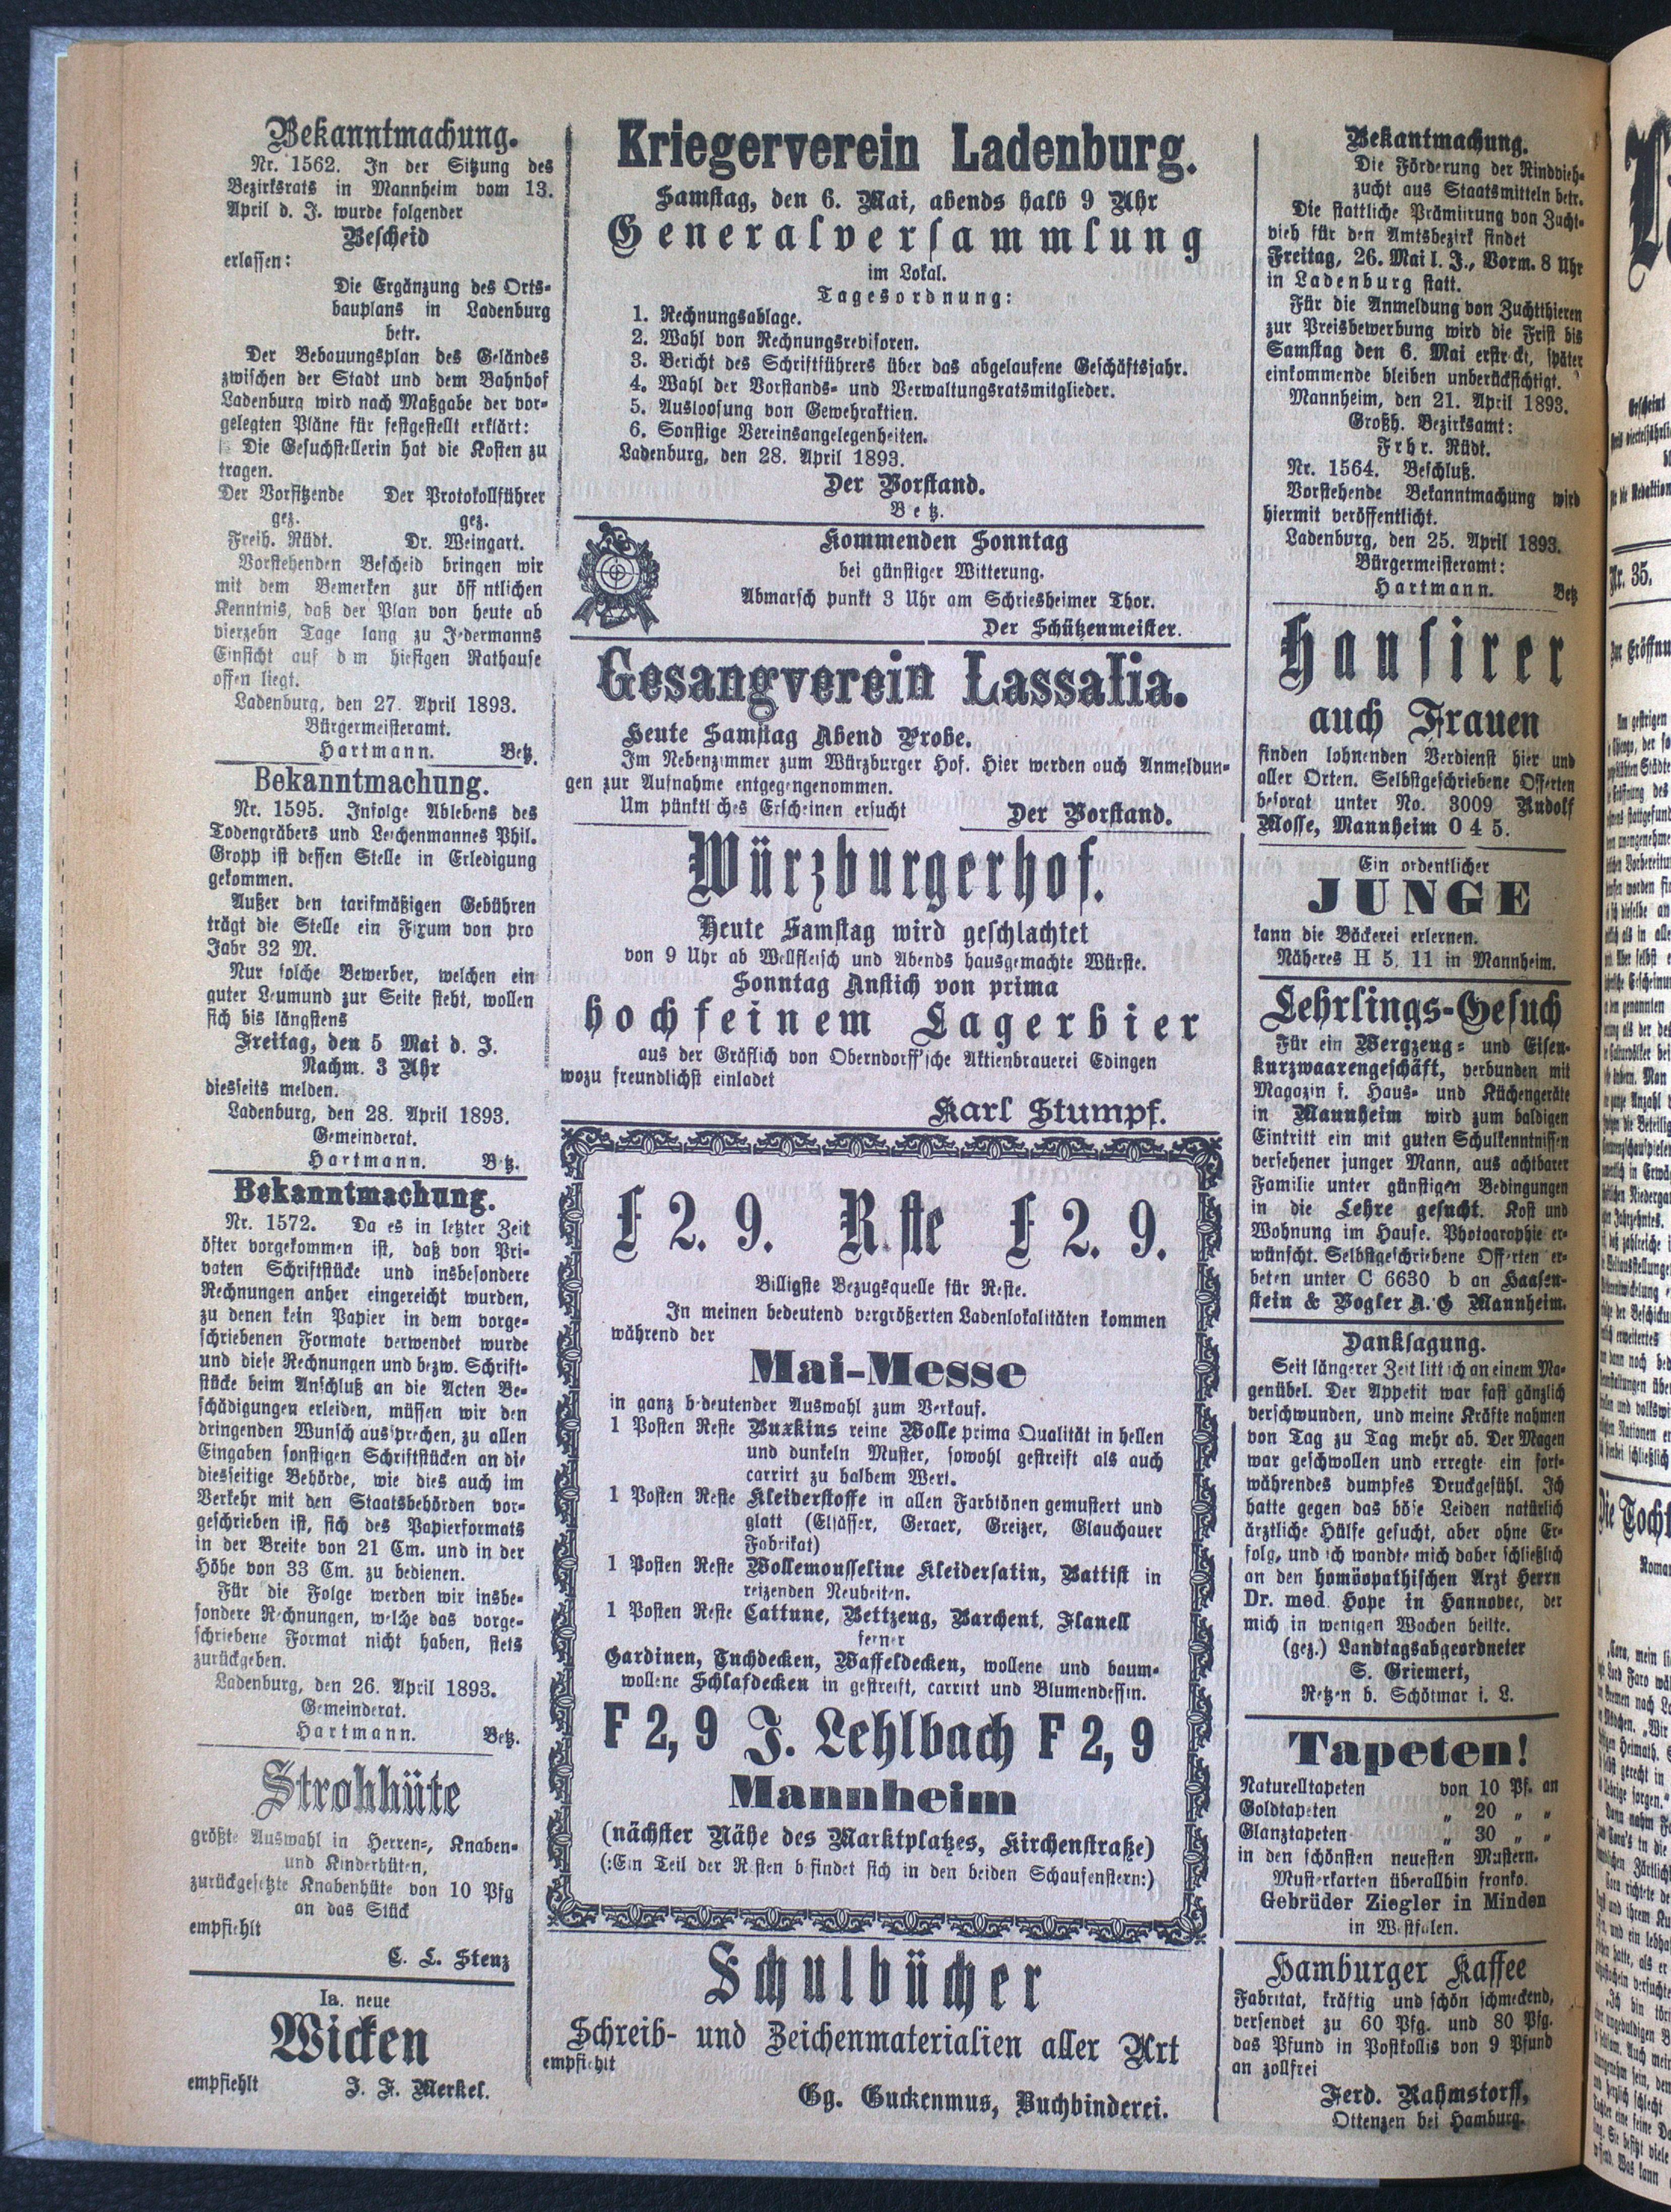 Bekanntmachung.
Nr. 1562. In der Sitzung des
Bezirksrats in Mannheim vom 13.
April d. J. wurde folgender
Bescheid
erlassen:
Die Ergänzung des Orts-
bauplans in Ladenburg
betr.
Der Bebauungsplan des Geländes
zwischen der Stadt und dem Bahnhof
Ladenburg wird nach Maßgabe der vor-
gelegten Pläne für festgestellt erklärt:
Die Gesuchstellerin hat die Kosten zu
tragen.
Der Vorsitzende Der Protokollführer
gez. gez.
Freih. Rüdt. Dr. Weingart.
Vorstehenden Bescheid bringen wir
mit dem Bemerken zur öff ntlichen
Kenntnis, daß der Plan von heute ab
vierzehn Tage lang zu J dermanns
Einsicht auf d m hiesigen Rathause
offen liegt.
Ladenburg, den 27. April 1893.
Bürgermeisteramt.
Hartmann. Betz.
Bekanntmachung.
Nr. 1595. Infolge Ablebens des
Todengräbers und Leichenmannes Phil.
Gropp ist dessen Stelle in Erledigung
gekommen.
Außer den tarifmäßigen Gebühren
trägt die Stelle ein Fixum von pro
Jahr 32 M.
Nur solche Bewerber, welchen ein
guter Leumund zur Seite steht, wollen
sich bis längstens
Freitag, den 5 Mai d. J.
Nachm. 3 Uhr
diesseits melden.
Ladenburg, den 28. April 1893.
Gemeinderat.
Hartmann. B tz.
Bekanntmachung.
Nr. 1572. Da es in letzter Zeit
öfter vorgekommen ist, daß von Pri-
vaten Schriftstücke und insbesondere
Rechnungen anher eingereicht wurden,
zu denen kein Papier in dem vorge-
schriebenen Formate verwendet wurde
und diese Rechnungen und bezw. Schrift-
stücke beim Anschluß an die Acten Be-
schädigungen erleiden, müssen wir den
dringenden Wunsch aussprechen, zu allen
Eingaben sonstigen Schriftstücken an die
diesseitige Behörde, wie dies auch im
Verkehr mit den Staatsbehörden vor-
geschrieben ist, sich des Papierformats
in der Breite von 21 Cm. und in der
Höhe von 33 Cm. zu bedienen.
Für die Folge werden wir insbe-
sondere R chnungen, welche das vorge-
schriebene Format nicht haben, stets
zurückgeben.
Ladenburg, den 26. April 1893.
Gemeinderat.
Hartmann. Betz.
Strohhüte
größte Auswahl in Herren-, Knaben-
und Kinderhüten,
zurückgesetzte Knabenhüte von 10 Pfg
an das Stück
empfiehlt
C. L. Stenz
Ia. neue
Wicken
empfiehlt J. F. Merkel.
Kriegerverein Ladenburg.
Samstag, den 6. Mai, abends halb 9 Uhr
Generalversammlung
im Lokal.
Tagesordnung:
1. Rechnungsablage.
2. Wahl von Rechnungsrevisoren.
3. Bericht des Schriftführers über das abgelaufene Geschäftsjahr.
4. Wahl der Vorstands- und Verwaltungsratsmitglieder.
5. Ausloosung von Gewehraktien.
6. Sonstige Vereinsangelegenheiten.
Ladenburg, den 28. April 1893.
Der Vorstand.
Betz.
Kommenden Sonntag
bei günstiger Witterung.
Abmarsch punkt 3 Uhr am Schriesheimer Thor.
Der Schützenmeister.
Gesangverein Lassalia.
Heute Samstag Abend Probe.
Im Nebenzimmer zum Würzburger Hof. Hier werden auch Anmeldun-
gen zur Aufnahme entgegengenommen.
Um pünktl ches Erscheinen ersucht Der Vorstand.
Würzburgerhof.
Heute Samstag wird geschlachtet
von 9 Uhr ab Wellfleisch und Abends hausgemachte Würste.
Sonntag Anstich von prima
hochfeinem Lagerbier
aus der Gräflich von Oberndorff'sche Aktienbrauerei Edingen
wozu freundlichst einladet
Karl Stumpf.
F 2. 9. R ste F 2. 9.
Billigste Bezugsquelle für Reste.
In meinen bedeutend vergrößerten Ladenlokalitäten kommen
während der
Mai-Messe
in ganz b deutender Auswahl zum Verkauf.
1 Posten Reste Buxkins reine Wolle prima Qualität in hellen
und dunkeln Muster, sowohl gestreift als auch
carrirt zu halbem Wert.
1 Posten Reste Kleiderstoffe in allen Farbtönen gemustert und
glatt (Elsässer, Geraer, Greizer, Glauchauer
Fabrikat)
1 Posten Reste Wollemousseline Kleidersatin, Battist in
reizenden Neuheiten.
1 Posten Reste Cattune, Bettzeug, Barchent, Flanell
ferner
Gardinen, Tuchdecken, Waffeldecken, wollene und baum-
wollene Schlafdecken in gestreift, carrirt und Blumendessin.
F 2, 9 J. Lehlbach F 2, 9
Mannheim
(nächster Nähe des Marktplatzes, Kirchenstraße)
(:Ein Teil der R sten b findet sich in den beiden Schaufenstern:)
Schulbücher
Schreib- und Zeichenmaterialien aller Art
empfiehlt
Gg. Guckenmus, Buchbinderei.
Bekantmachung.
Die Förderung der Rinddieh-
zucht aus Staatsmitteln betr.
Die stattliche Prämiirung von Zucht-
vieh für den Amtsbezirk findet
Freitag, 26. Mai l. J., Vorm. 8 Uhr
in Ladenburg statt.
Für die Anmeldung von Zuchtthieren
zur Preisbewerbung wird die Frist bis
Samstag den 6. Mai erstr ckt, später
einkommende bleiben unberücksichtigt.
Mannheim, den 21. April 1893.
Großh. Bezirksamt:
Frhr. Rüdt.
Nr. 1564. Beschluß.
Vorstehende Bekanntmachung wird
hiermit veröffentlicht.
Ladenburg, den 25. April 1893.
Bürgermeisteramt:
Hartmann. Betz
Hausirer
auch Frauen
finden lohnenden Verdienst hier und
aller Orten. Selbstgeschriebene Offerten
besorgt unter No. 3009 Rudolf
Mosse, Mannheim O 4 5.
Ein ordentlicher
JUNGE
kann die Bäckerei erlernen.
Näheres H 5, 11 in Mannheim.
Lehrlings-Gesuch
Für ein Wergzeug- und Eisen-
kurzwaarengeschäft, verbunden mit
Magazin f. Haus- und Küchengeräte
in Mannheim wird zum baldigen
Eintritt ein mit guten Schulkenntnissen
versehener junger Mann, aus achtbarer
Familie unter günstigen Bedingungen
in die Lehre gesucht. Kost und
Wohnung im Hause. Photographie er-
wünscht. Selbstgeschriebene Offerten er-
beten unter C 6630 b an Haasen-
stein & Vogler A. G Mannheim.
Danksagung.
Seit längerer Zeit litt ich an einem Ma-
genübel. Der Appetit war fast gänzlich
verschwunden, und meine Kräfte nahmen
von Tag zu Tag mehr ab. Der Magen
war geschwollen und erregte ein fort-
währendes dumpfes Druckgefühl. Ich
hatte gegen das böse Leiden natürlich
ärztliche Hülfe gesucht, aber ohne Er-
folg, und ich wandte mich daher schließlich
an den homöopathischen Arzt Herrn
Dr. med. Hope in Hannover, der
mich in wenigen Wochen heilte.
(gez.) Landtagsabgeordneter
S. Griemert,
Retzen b. Schötmar i. L.
Tapeten!
Naturelltapeten von 10 Pf. an
Goldtapeten „ 20 „ „
Glanztapeten „ 30 „ „
in den schönsten neuesten Mustern.
Musterkarten überallhin franko.
Gebrüder Ziegler in Minden
in Westfalen.
Hamburger Kaffee
Fabritat, kräftig und schön schmeckend,
versendet zu 60 Pfg. und 80 Pfg.
das Pfund in Postkollis von 9 Pfund
an zollfrei
Ferd. Rahmstorff,
Ottenzen bei Hamburg.
Nr. 35.